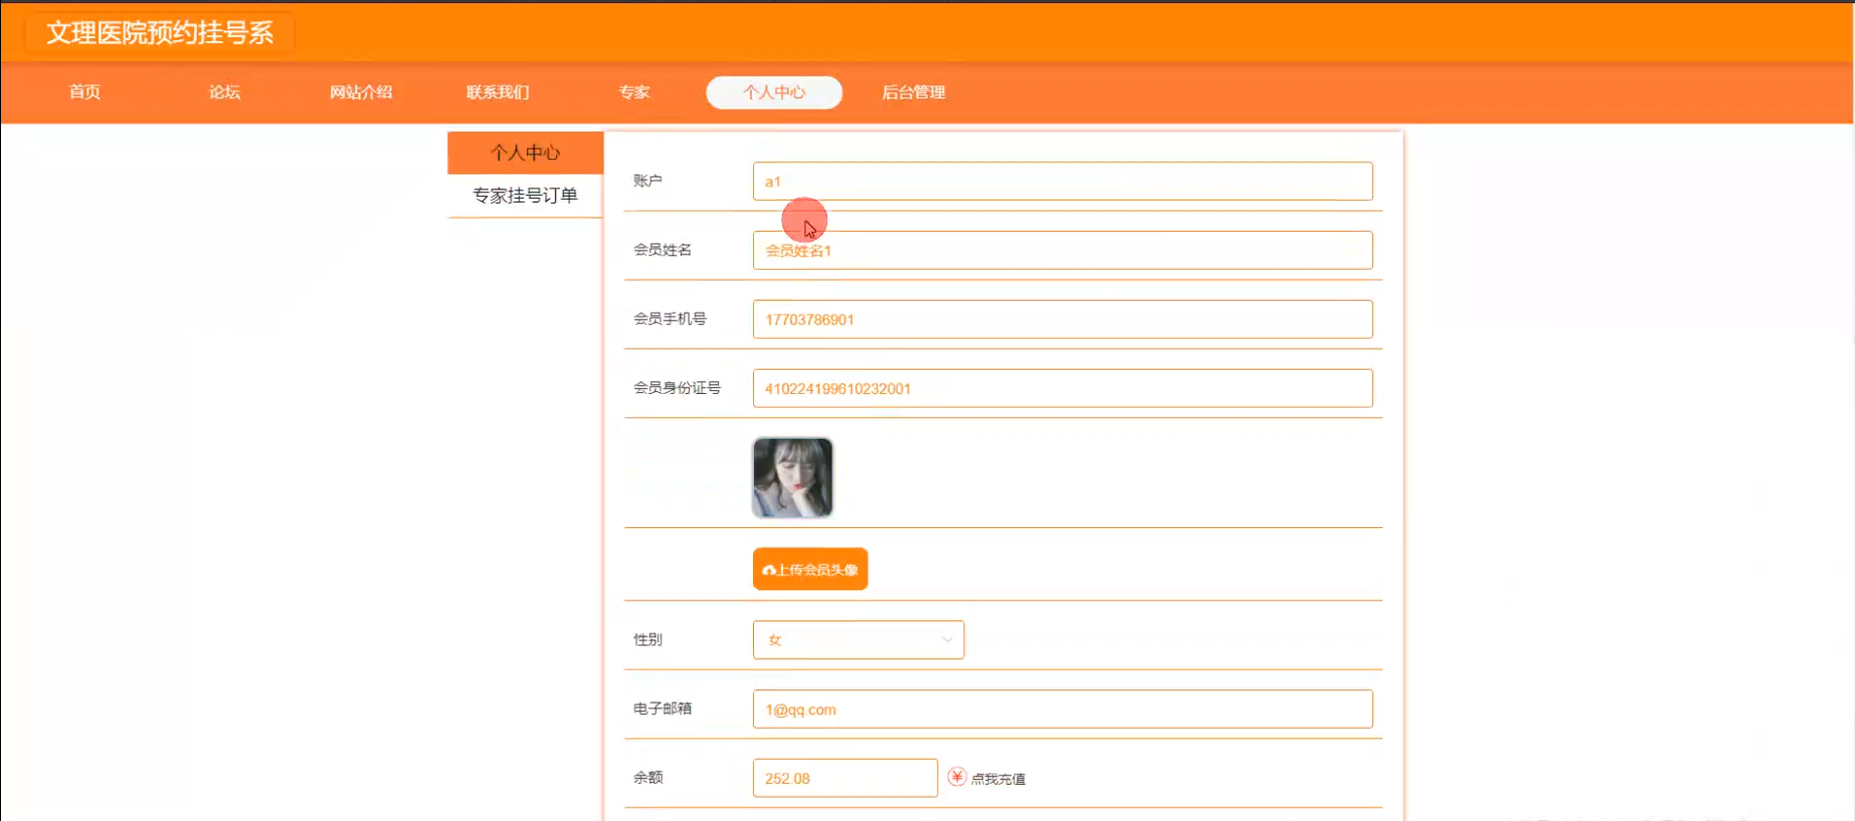 文理医院预约挂号系
首页 论坛 网站介绍 联系我们 专家 个人中心 后台管理
个人中心
专家挂号订单
账户 a1
会员姓名 会员姓名1
会员手机号 17703786901
会员身份证号 410224199610232001
上传会员头像
性别 女
电子邮箱 1@qq.com
余额 252.08 ¥ 点我充值